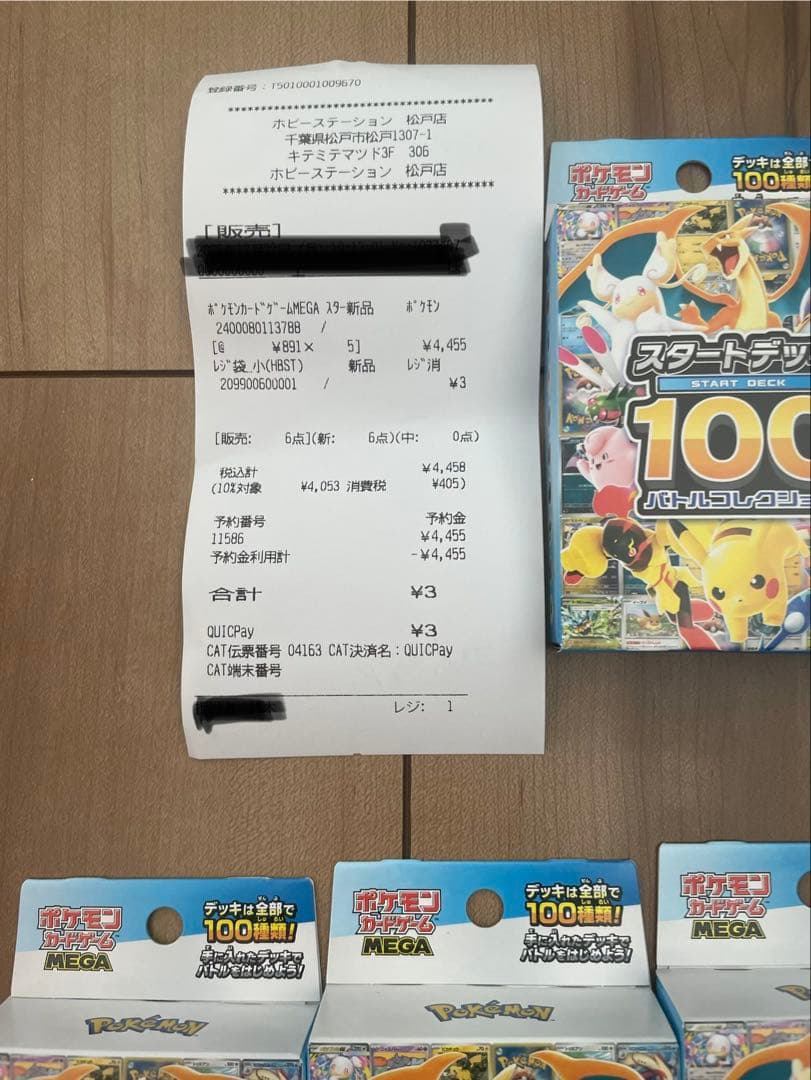 登録番号：T5010001009670
****************************************
ホビーステーション 松戸店
千葉県松戸市松戸1307-1
キテミテマツド3F 306
ホビーステーション 松戸店
****************************************
[販売]
ﾎﾟｹﾓﾝｶｰﾄﾞｹﾞｰﾑMEGA ｽﾀｰ新品 ﾎﾟｹﾓﾝ
2400080113788 /
[@ ¥891× 5] ¥4,455
ﾚｼﾞ袋_小(HBST) 新品 ﾚｼﾞ消
209900600001 / ¥3
[販売: 6点](新: 6点)(中: 0点)
税込計 ¥4,458
(10%対象 ¥4,053 消費税 ¥405)
予約番号 予約金
11586 ¥4,455
予約金利用計 -¥4,455
合計 ¥3
QUICPay ¥3
CAT伝票番号 04163 CAT決済名：QUICPay
CAT端末番号
レジ: 1
ポケモン
カードゲーム
デッキは全部
100種類
スタートデッ
START DECK
100
バトルコレクショ
ポケモン
カードゲーム
MEGA
デッキは全部で
100種類!
手に入れたデッキで
バトルをはじめよう!
POKéMON
ポケモン
カードゲーム
MEGA
デッキは全部で
100種類!
手に入れたデッキで
バトルをはじめよう!
POKéMON
ポケモン
カードゲーム
MEGA